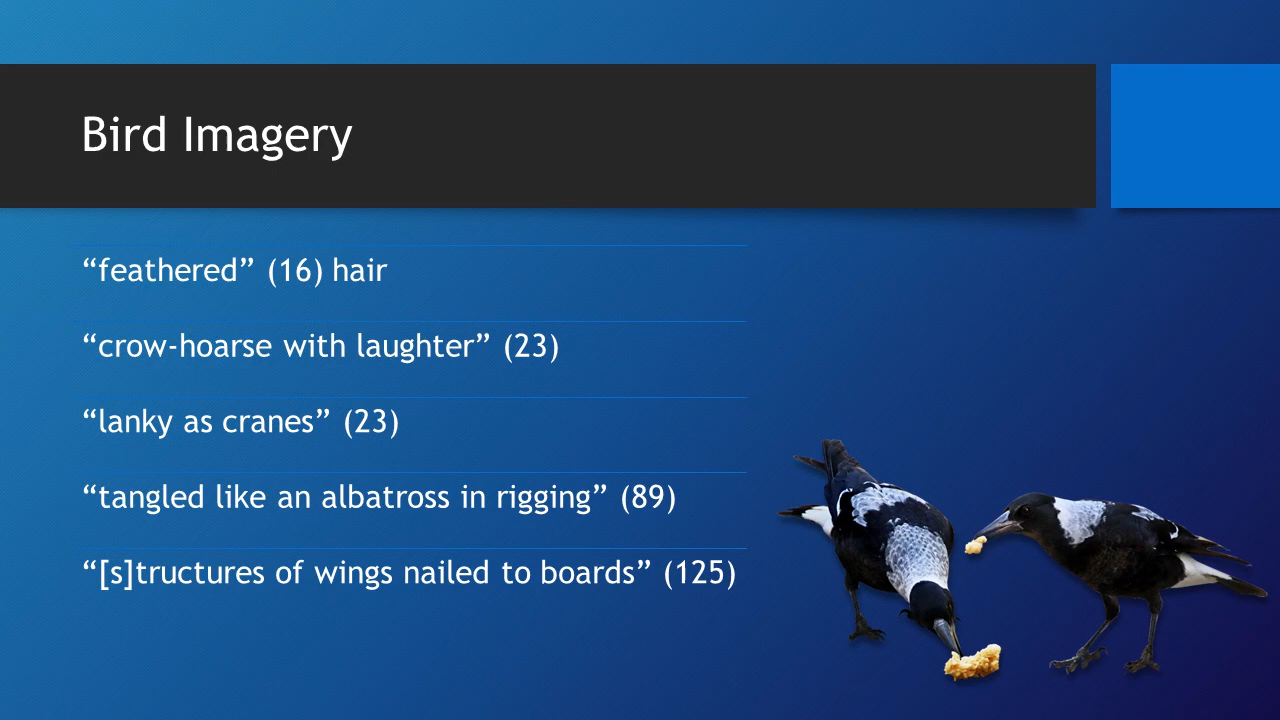 Bird Imagery
“feathered” (16) hair
“crow-hoarse with laughter” (23)
“lanky as cranes” (23)
“tangled like an albatross in rigging” (89)
“[s]tructures of wings nailed to boards” (125)